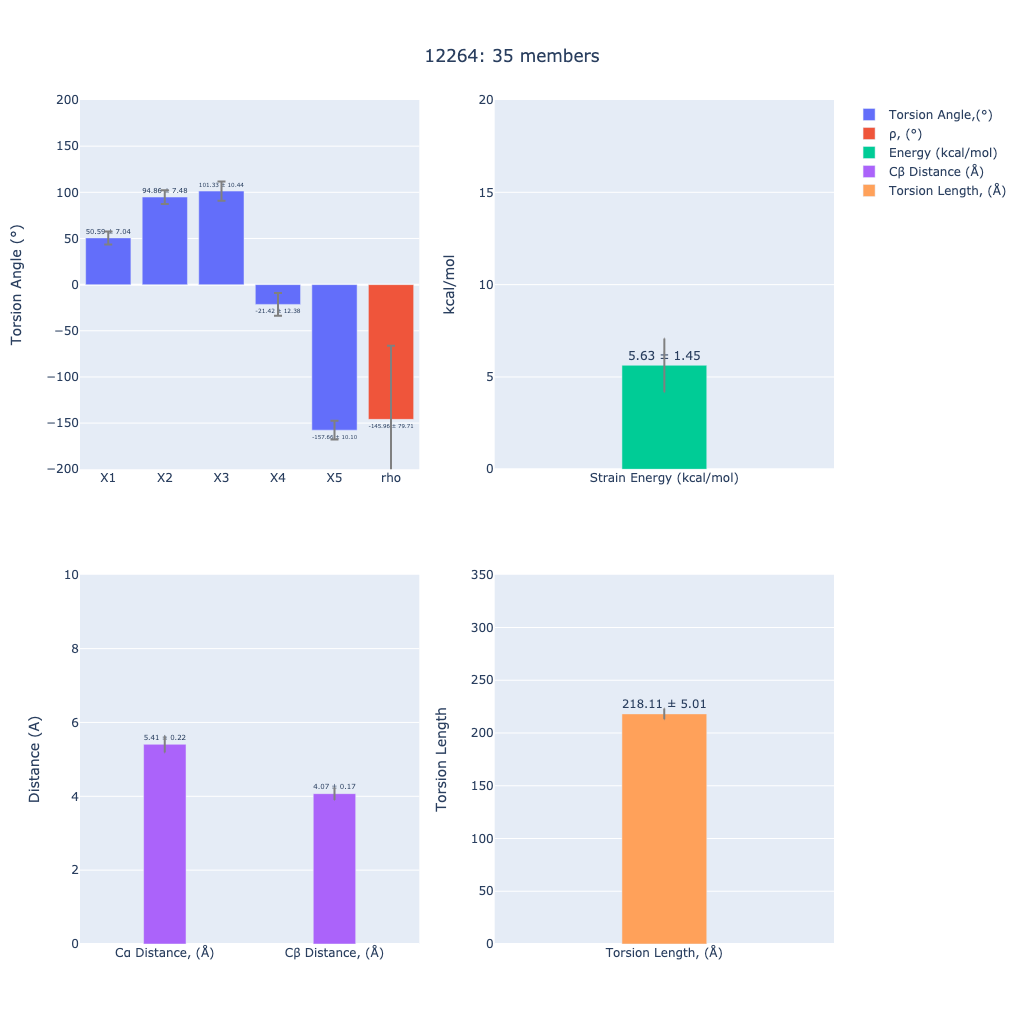 12264: 35 members
Torsion Angle (°)
200
150
100
50
0
−50
−100
−150
−200
50.59 ± 7.04
94.86 ± 7.48
101.33 ± 10.44
-21.42 ± 12.38
-157.66 ± 10.10
-145.96 ± 79.71
X1 X2 X3 X4 X5 rho
kcal/mol
20
15
10
5
0
5.63 ± 1.45
Strain Energy (kcal/mol)
Torsion Angle,(°)
ρ, (°)
Energy (kcal/mol)
Cβ Distance (Å)
Torsion Length, (Å)
Distance (A)
10
8
6
4
2
0
5.41 ± 0.22
4.07 ± 0.17
Cα Distance, (Å) Cβ Distance, (Å)
Torsion Length
350
300
250
200
150
100
50
0
218.11 ± 5.01
Torsion Length, (Å)